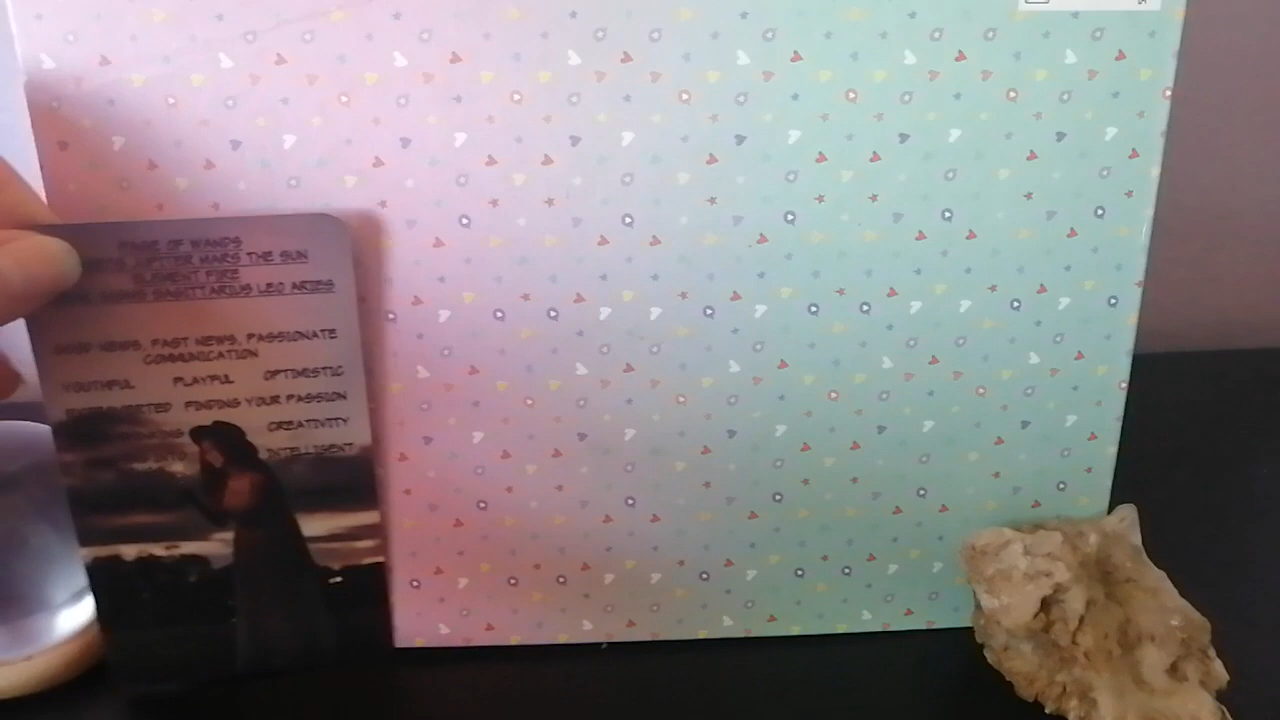 PAGE OF WANDS
JUPITER MARS THE SUN
ELEMENT FIRE
SAGITTARIUS LEO ARIES
GOOD NEWS, FAST NEWS, PASSIONATE
COMMUNICATION
YOUTHFUL PLAYFUL OPTIMISTIC
EXTROVERTED FINDING YOUR PASSION
CREATIVITY
INTELLIGENT